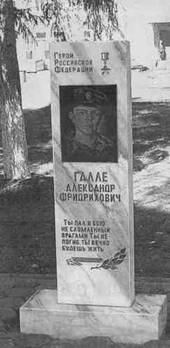 Герой
Российской
Федерации
Галле
Александр
Фридрихович
Ты пал в бою
не сломленный
врагами ты не
погиб, ты вечно
будешь жить